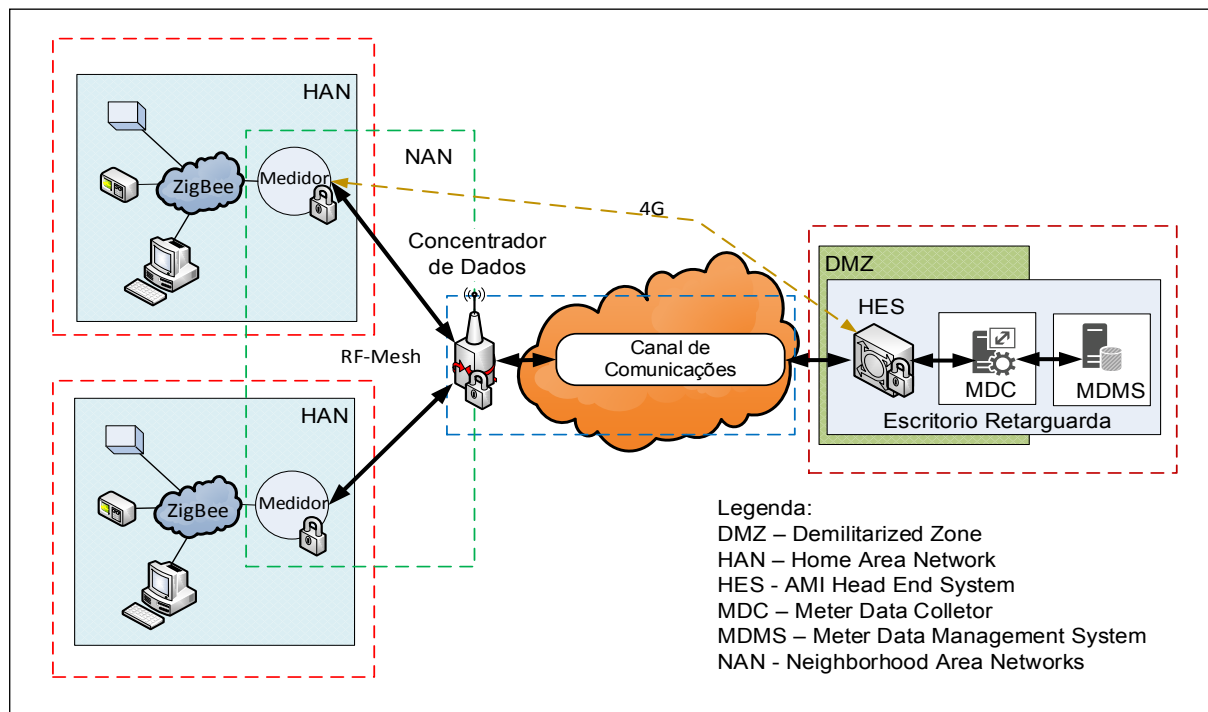 HAN
ZigBee
Medidor
NAN
4G
Concentrador
de Dados
RF-Mesh
HAN
ZigBee
Medidor
Canal de
Comunicações
DMZ
HES
MDC
MDMS
Escritorio Retarguarda
Legenda:
DMZ – Demilitarized Zone
HAN – Home Area Network
HES - AMI Head End System
MDC – Meter Data Colletor
MDMS – Meter Data Management System
NAN - Neighborhood Area Networks